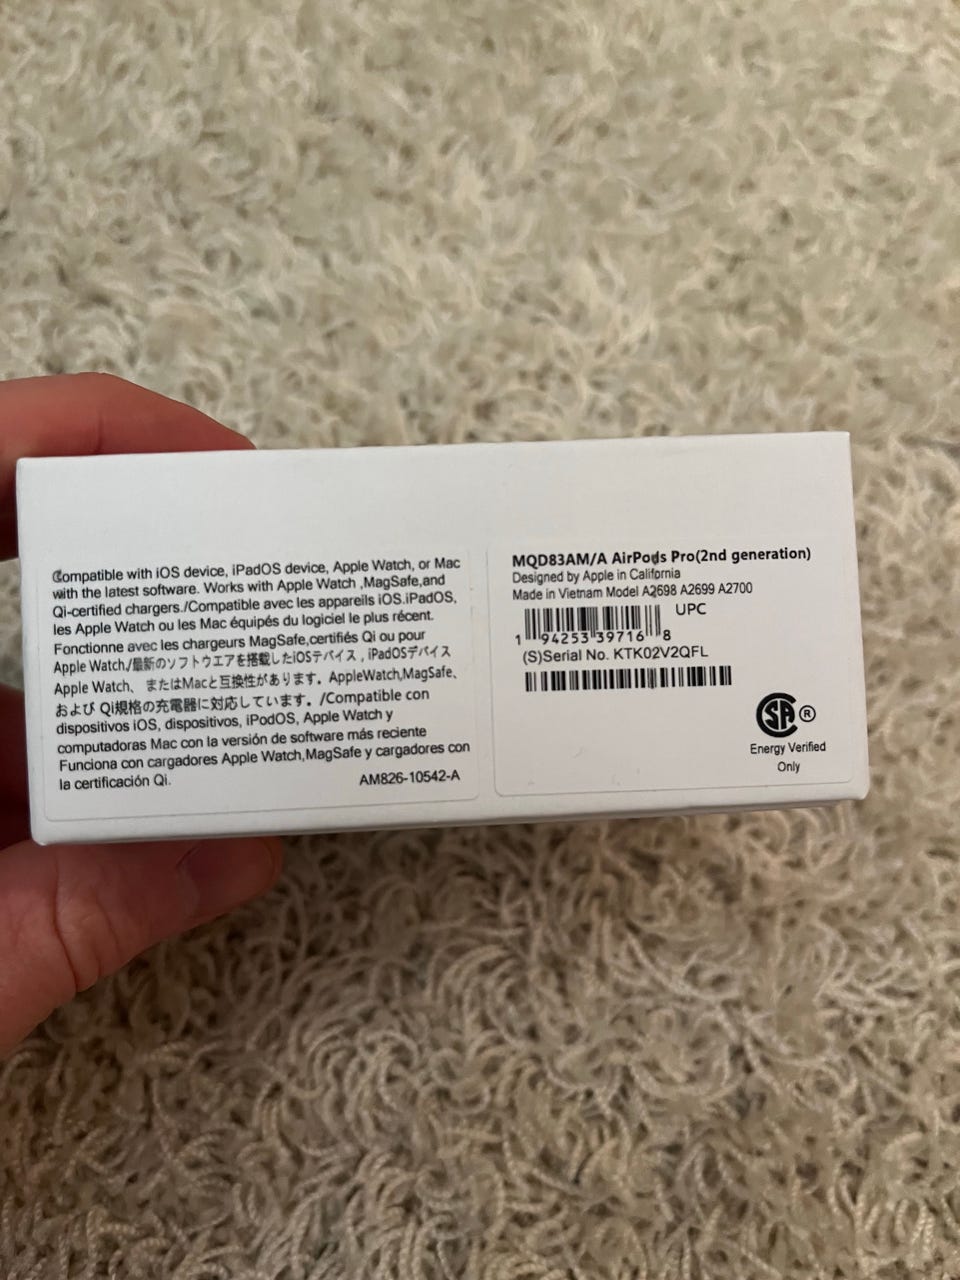 Compatible with iOS device, iPadOS device, Apple Watch, or Mac
with the latest software. Works with Apple Watch ,MagSafe,and
Qi-certified chargers./Compatible avec les appareils iOS.iPadOS,
les Apple Watch ou les Mac équipés du logiciel le plus récent.
Fonctionne avec les chargeurs MagSafe,certifiés Qi ou pour
Apple Watch./最新のソフトウエアを搭載したiOSテバイス , iPadOSデバイス
Apple Watch、 またはMacと互換性があります。AppleWatch,MagSafe、
および Qi規格の充電器に対応しています。/Compatible con
dispositivos iOS, dispositivos, iPodOS, Apple Watch y
computadoras Mac con la versión de software más reciente
Funciona con cargadores Apple Watch,MagSafe y cargadores con
la certificación Qi.
AM826-10542-A
MQD83AM/A AirPods Pro(2nd generation)
Designed by Apple in California
Made in Vietnam Model A2698 A2699 A2700
UPC
1 94253 39716 8
(S)Serial No. KTK02V2QFL
SA ®
Energy Verified
Only